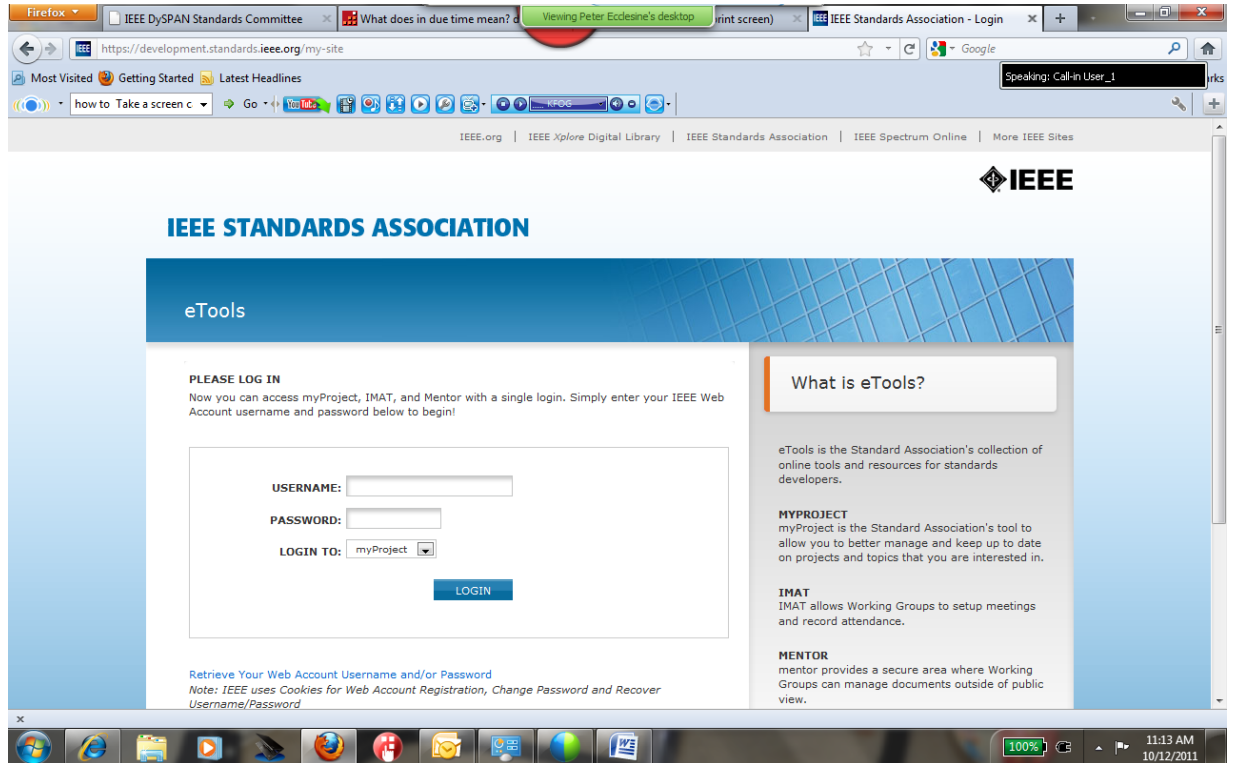 Firefox
IEEE DySPAN Standards Committee
What does in due time mean? d
Viewing Peter Ecclesine's desktop
rint screen)
IEEE Standards Association - Login
https://development.standards.ieee.org/my-site
Google
Most Visited
Getting Started
Latest Headlines
Speaking: Call-in User_1
rks
how to Take a screen c
Go
YouTube
KFOG
IEEE.org | IEEE Xplore Digital Library | IEEE Standards Association | IEEE Spectrum Online | More IEEE Sites
IEEE
IEEE STANDARDS ASSOCIATION
eTools
PLEASE LOG IN
Now you can access myProject, IMAT, and Mentor with a single login. Simply enter your IEEE Web
Account username and password below to begin!
USERNAME:
PASSWORD:
LOGIN TO: myProject
LOGIN
Retrieve Your Web Account Username and/or Password
Note: IEEE uses Cookies for Web Account Registration, Change Password and Recover
Username/Password
What is eTools?
eTools is the Standard Association's collection of
online tools and resources for standards
developers.
MYPROJECT
myProject is the Standard Association's tool to
allow you to better manage and keep up to date
on projects and topics that you are interested in.
IMAT
IMAT allows Working Groups to setup meetings
and record attendance.
MENTOR
mentor provides a secure area where Working
Groups can manage documents outside of public
view.
100%
11:13 AM
10/12/2011